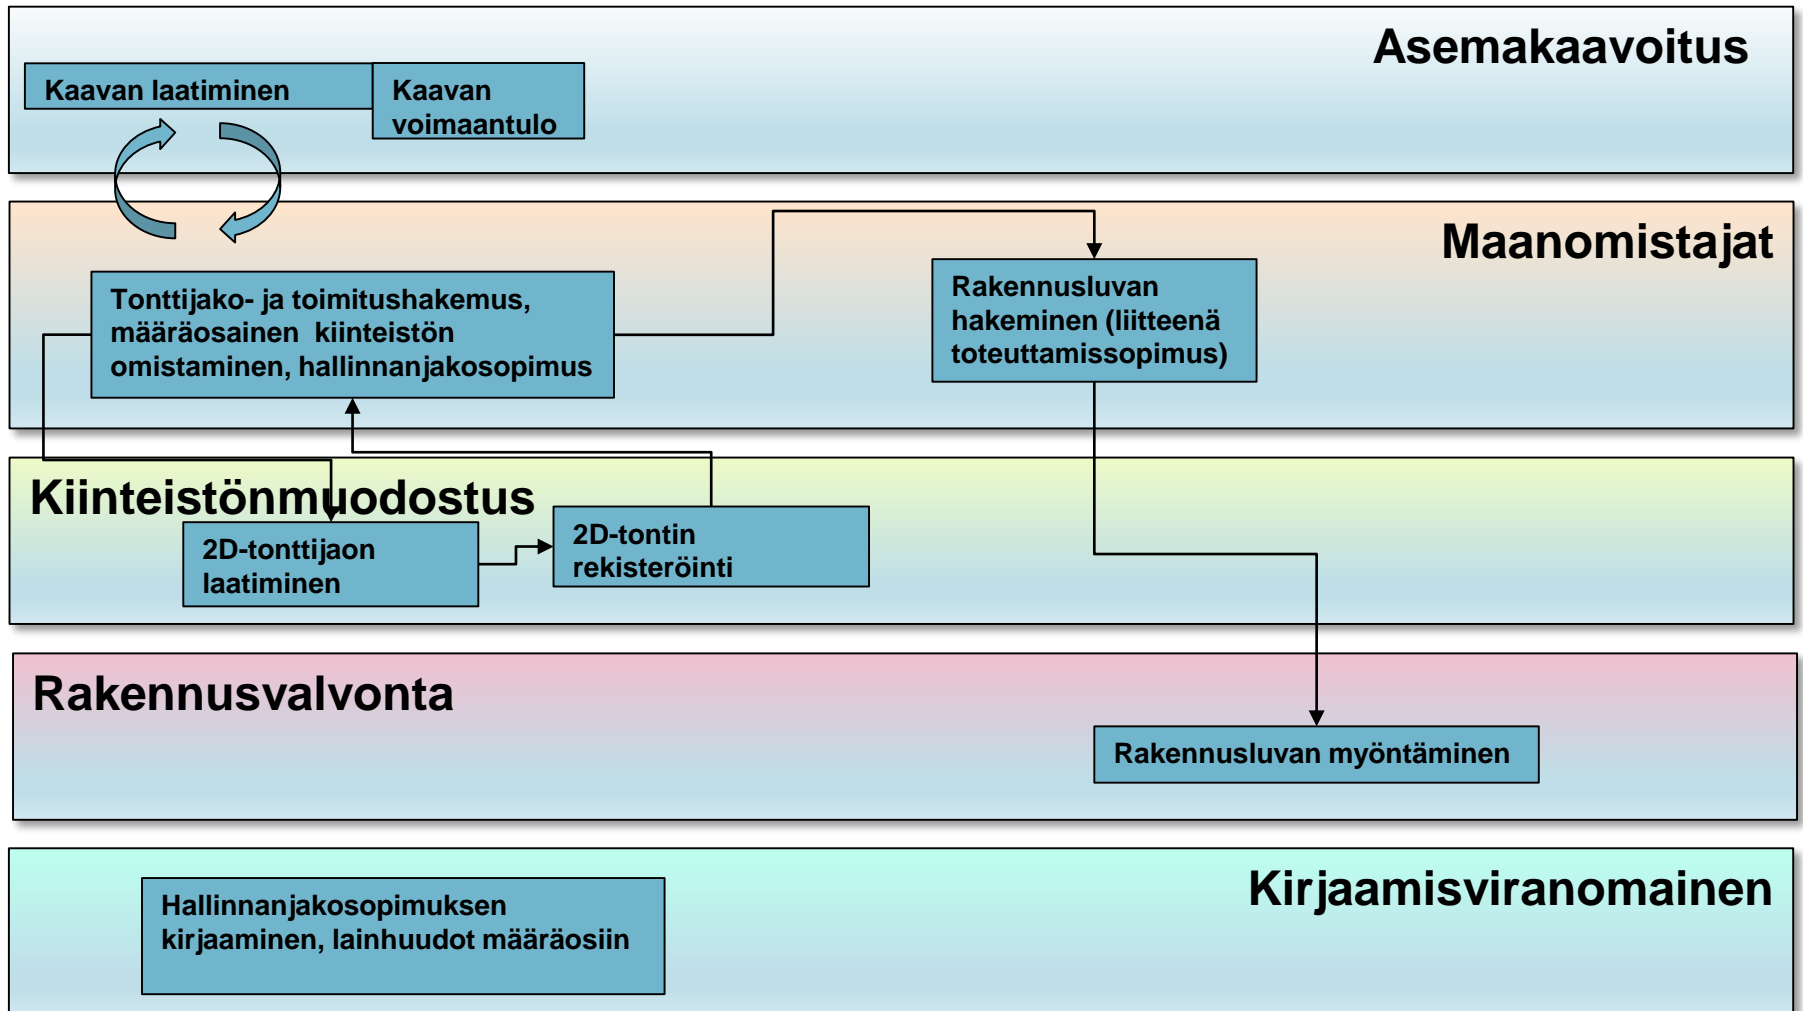 Asemakaavoitus
Kaavan laatiminen
Kaavan
voimaantulo
Maanomistajat
Tonttijako- ja toimitushakemus,
määräosainen  kiinteistön
omistaminen, hallinnanjakosopimus
Rakennusluvan
hakeminen (liitteenä
toteuttamissopimus)
Kiinteistönmuodostus
2D-tonttijaon
laatiminen
2D-tontin
rekisteröinti
Rakennusvalvonta
Rakennusluvan myöntäminen
Kirjaamisviranomainen
Hallinnanjakosopimuksen
kirjaaminen, lainhuudot määräosiin